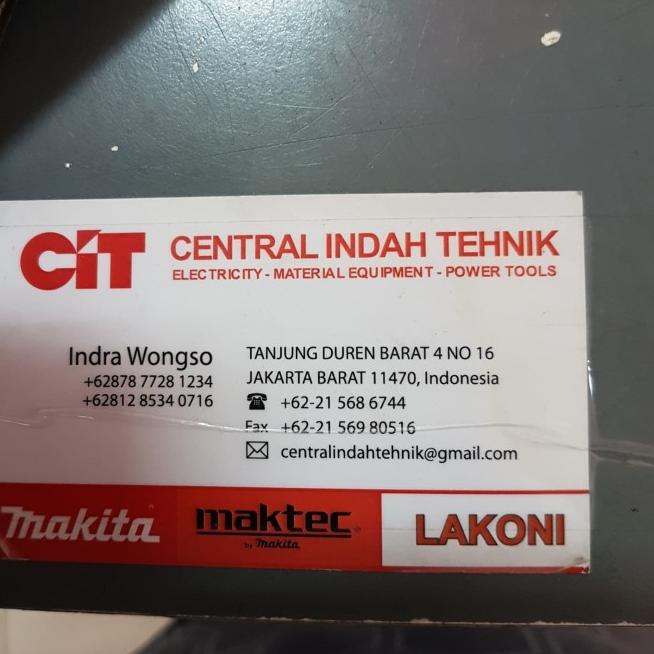 CiT
CENTRAL INDAH TEHNIK
ELECTRICITY - MATERIAL EQUIPMENT - POWER TOOLS
Indra Wongso
+62878 7728 1234
+62812 8534 0716
TANJUNG DUREN BARAT 4 NO 16
JAKARTA BARAT 11470, Indonesia
+62-21 568 6744
Fax +62-21 569 80516
centralindahtehnik@gmail.com
makita
maktec
by makita
LAKONI